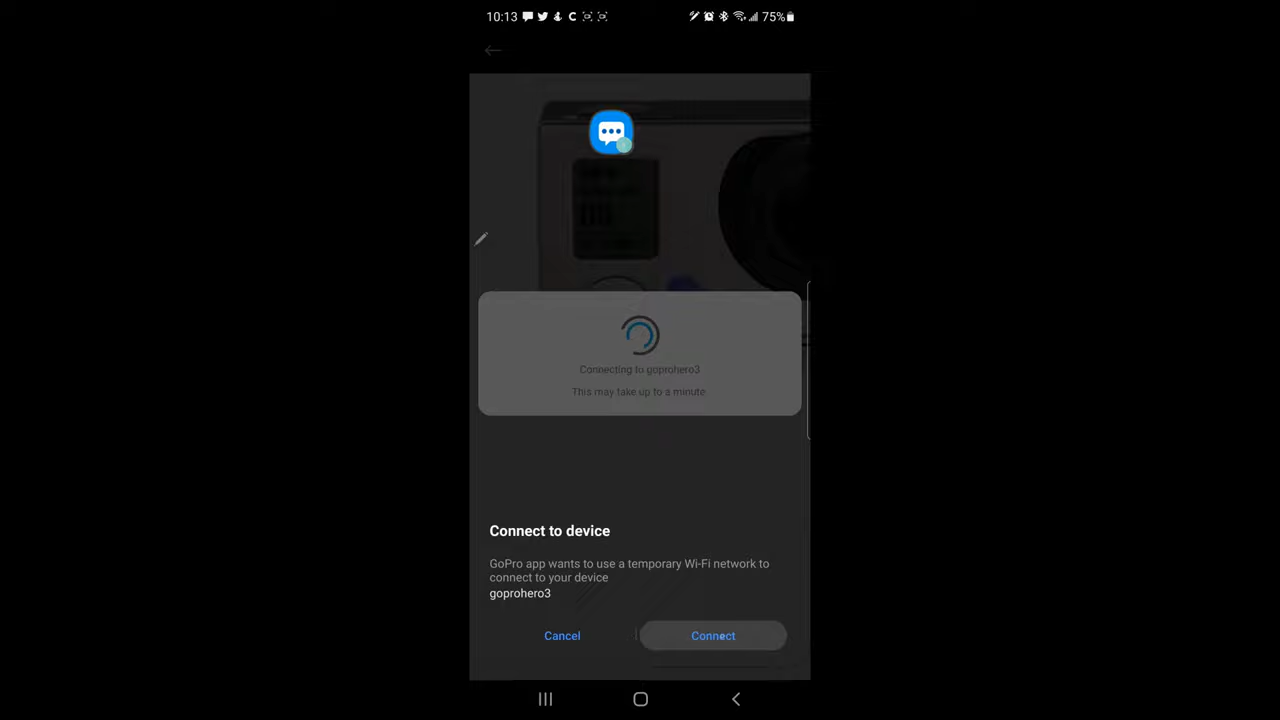 10:13
C
75%
Connecting to goprohero3
This may take up to a minute
Connect to device
GoPro app wants to use a temporary Wi-Fi network to
connect to your device
goprohero3
Cancel
Connect